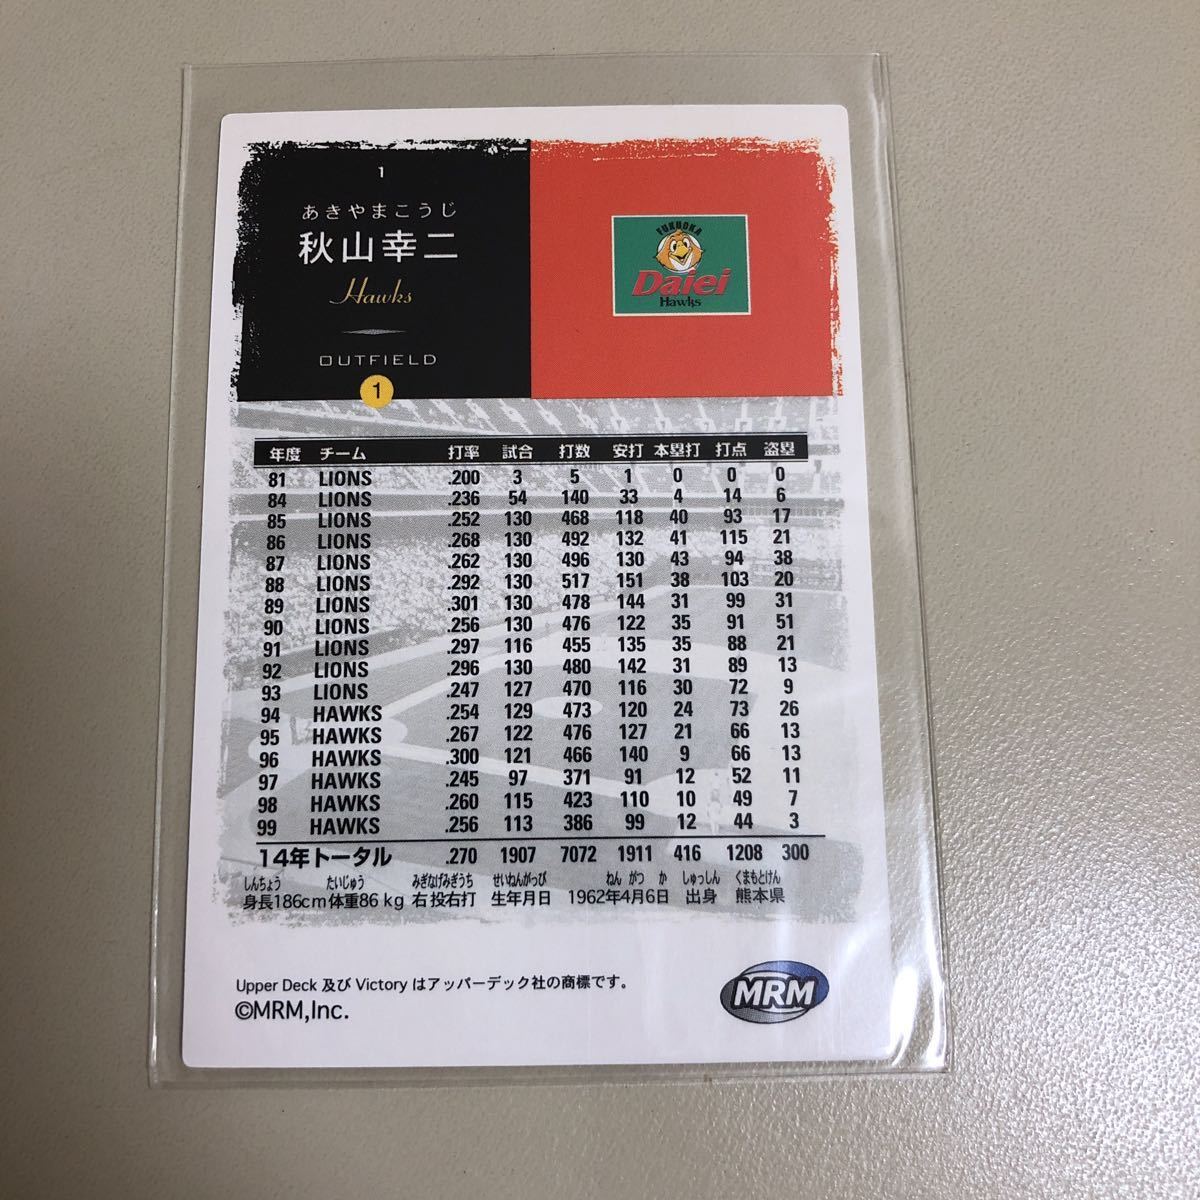 1
あきやまこうじ
秋山幸二
Hawks
OUTFIELD
1
FUKUOKA
Daiei
Hawks
年度 チーム 打率 試合 打数 安打 本塁打 打点 盗塁
81 LIONS .200 3 5 1 0 0 0
84 LIONS .236 54 140 33 4 14 6
85 LIONS .252 130 468 118 40 93 17
86 LIONS .268 130 492 132 41 115 21
87 LIONS .262 130 496 130 43 94 38
88 LIONS .292 130 517 151 38 103 20
89 LIONS .301 130 478 144 31 99 31
90 LIONS .256 130 476 122 35 91 51
91 LIONS .297 116 455 135 35 88 21
92 LIONS .296 130 480 142 31 89 13
93 LIONS .247 127 470 116 30 72 9
94 HAWKS .254 129 473 120 24 73 26
95 HAWKS .267 122 476 127 21 66 13
96 HAWKS .300 121 466 140 9 66 13
97 HAWKS .245 97 371 91 12 52 11
98 HAWKS .260 115 423 110 10 49 7
99 HAWKS .256 113 386 99 12 44 3
14年トータル .270 1907 7072 1911 416 1208 300
しんちょう たいじゅう みぎなげみぎうち せいねんがっぴ ねん がつ か しゅっしん くまもとけん
身長186cm 体重86kg 右投右打 生年月日 1962年4月6日 出身 熊本県
Upper Deck 及び Victory はアッパーデック社の商標です。
©MRM,Inc.
MRM